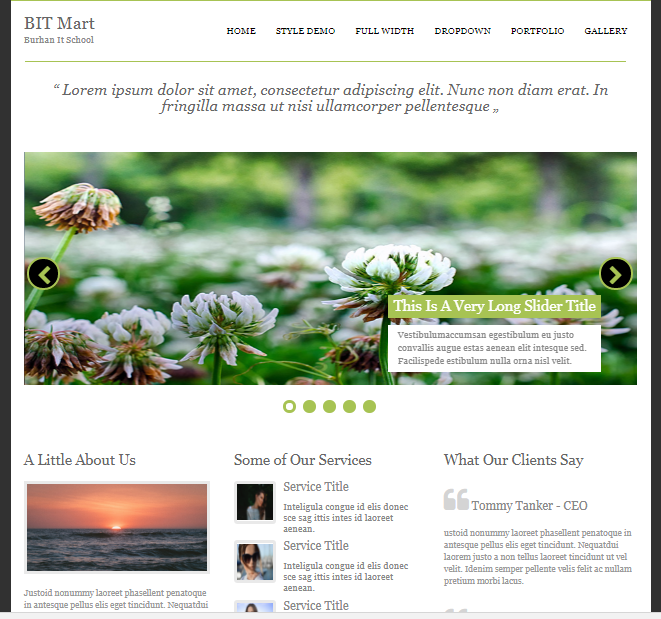 BIT Mart
Burhan It School
HOME STYLE DEMO FULL WIDTH DROPDOWN PORTFOLIO GALLERY
“ Lorem ipsum dolor sit amet, consectetur adipiscing elit. Nunc non diam erat. In
fringilla massa ut nisi ullamcorper pellentesque „
This Is A Very Long Slider Title
Vestibulumaccumsan egestibulum eu justo
convallis augue estas aenean elit intesque sed.
Facilispede estibulum nulla orna nisl velit.
A Little About Us
Justoid nonummy laoreet phasellent penatoque
in antesque pellus elis eget tincidunt. Nequatdui
Some of Our Services
Service Title
Inteligula congue id elis donec
sce sag ittis intes id laoreet
aenean.
Service Title
Inteligula congue id elis donec
sce sag ittis intes id laoreet
aenean.
Service Title
What Our Clients Say
“ Tommy Tanker - CEO
ustoid nonummy laoreet phasellent penatoque in
antesque pellus elis eget tincidunt. Nequatdui
laorem justo a non tellus laoreet tincidunt ut vel
velit. Idenim semper pellente velis felit ac nullam
pretium morbi lacus.